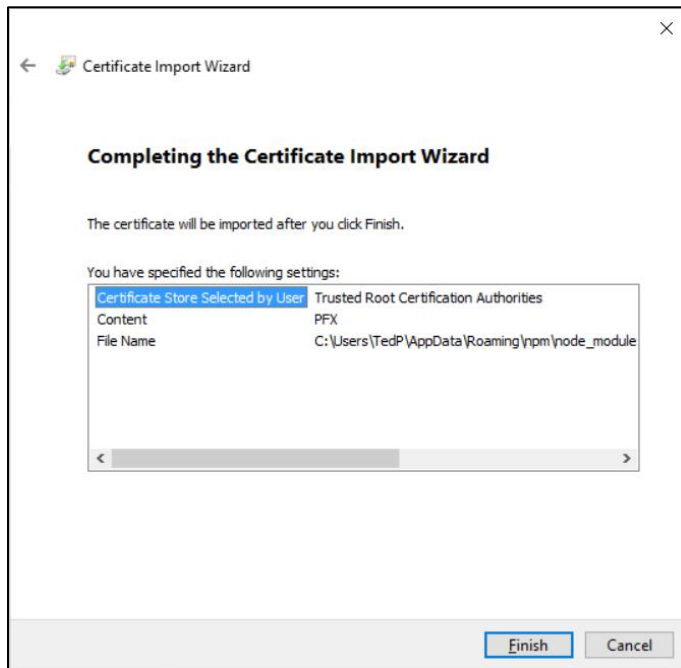 Certificate Import Wizard
Completing the Certificate Import Wizard
The certificate will be imported after you click Finish.
You have specified the following settings:
Certificate Store Selected by User Trusted Root Certification Authorities
Content PFX
File Name C:\Users\TedP\AppData\Roaming\npm\node_module
Finish Cancel